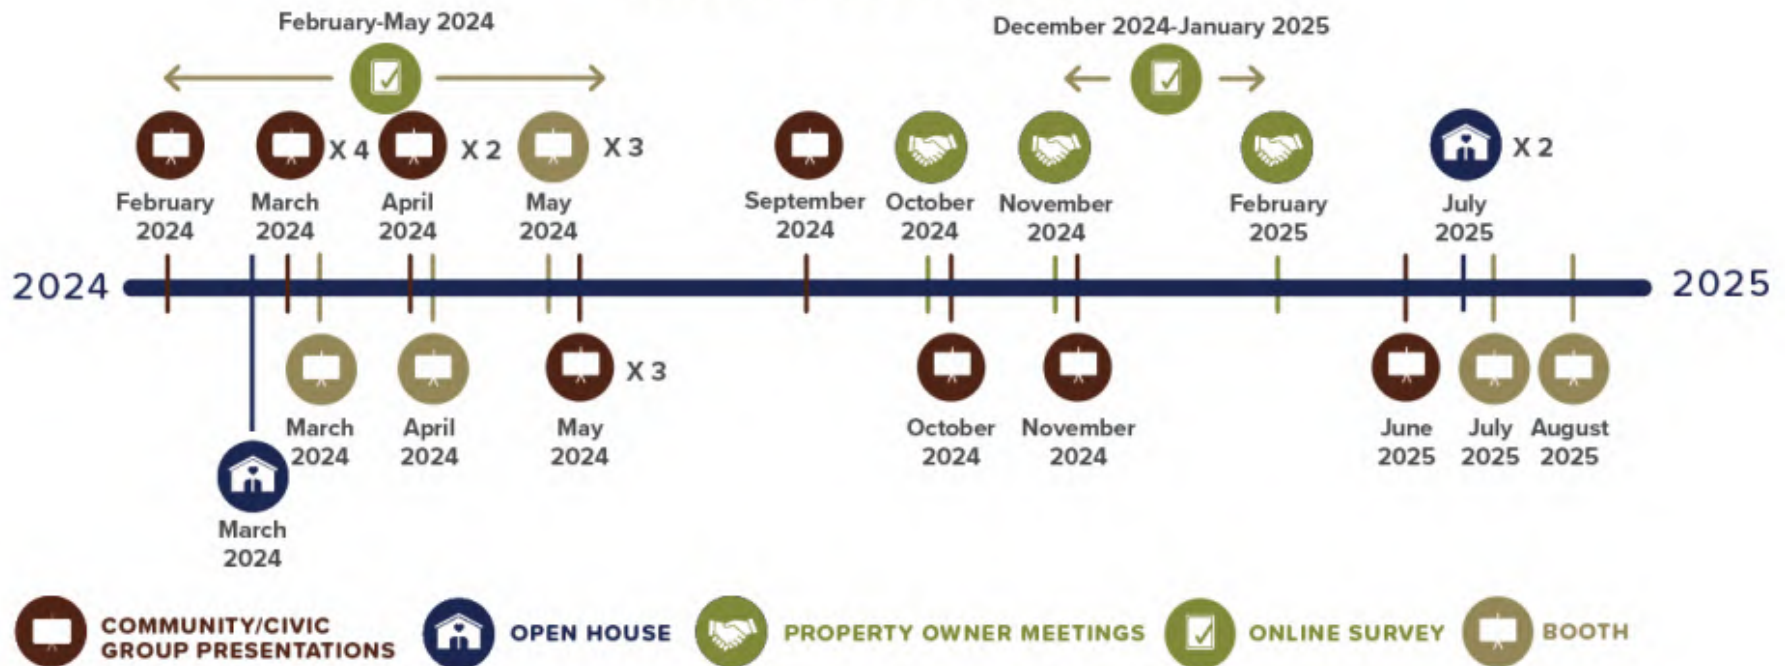 February-May 2024
December 2024-January 2025
X 4
X 2
X 3
X 2
February
2024
March
2024
April
2024
May
2024
September
2024
October
2024
November
2024
February
2025
July
2025
2024
2025
X 3
March
2024
April
2024
May
2024
October
2024
November
2024
June
2025
July
2025
August
2025
March
2024
COMMUNITY/CIVIC
GROUP PRESENTATIONS
OPEN HOUSE
PROPERTY OWNER MEETINGS
ONLINE SURVEY
BOOTH